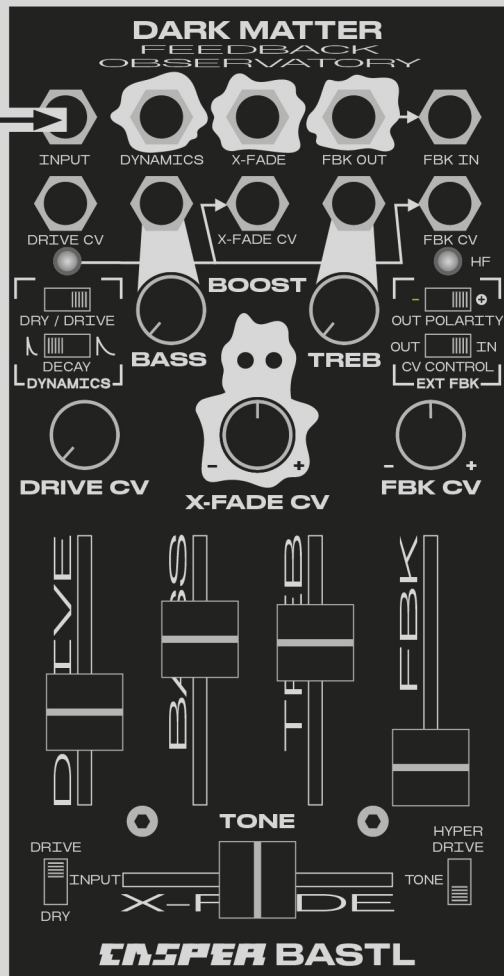 DARK MATTER
FEEDBACK
OBSERVATORY
INPUT DYNAMICS X-FADE FBK OUT FBK IN
DRIVE CV X-FADE CV FBK CV
HF
BOOST
DRY / DRIVE - + OUT POLARITY
BASS TREB
OUT IN
DECAY CV CONTROL
DYNAMICS EXT FBK
- + - +
DRIVE CV X-FADE CV FBK CV
DRIVE BASS TREB FBK
TONE
DRIVE HYPER
DRIVE
INPUT TONE
DRY X-FADE
CASPER BASTL